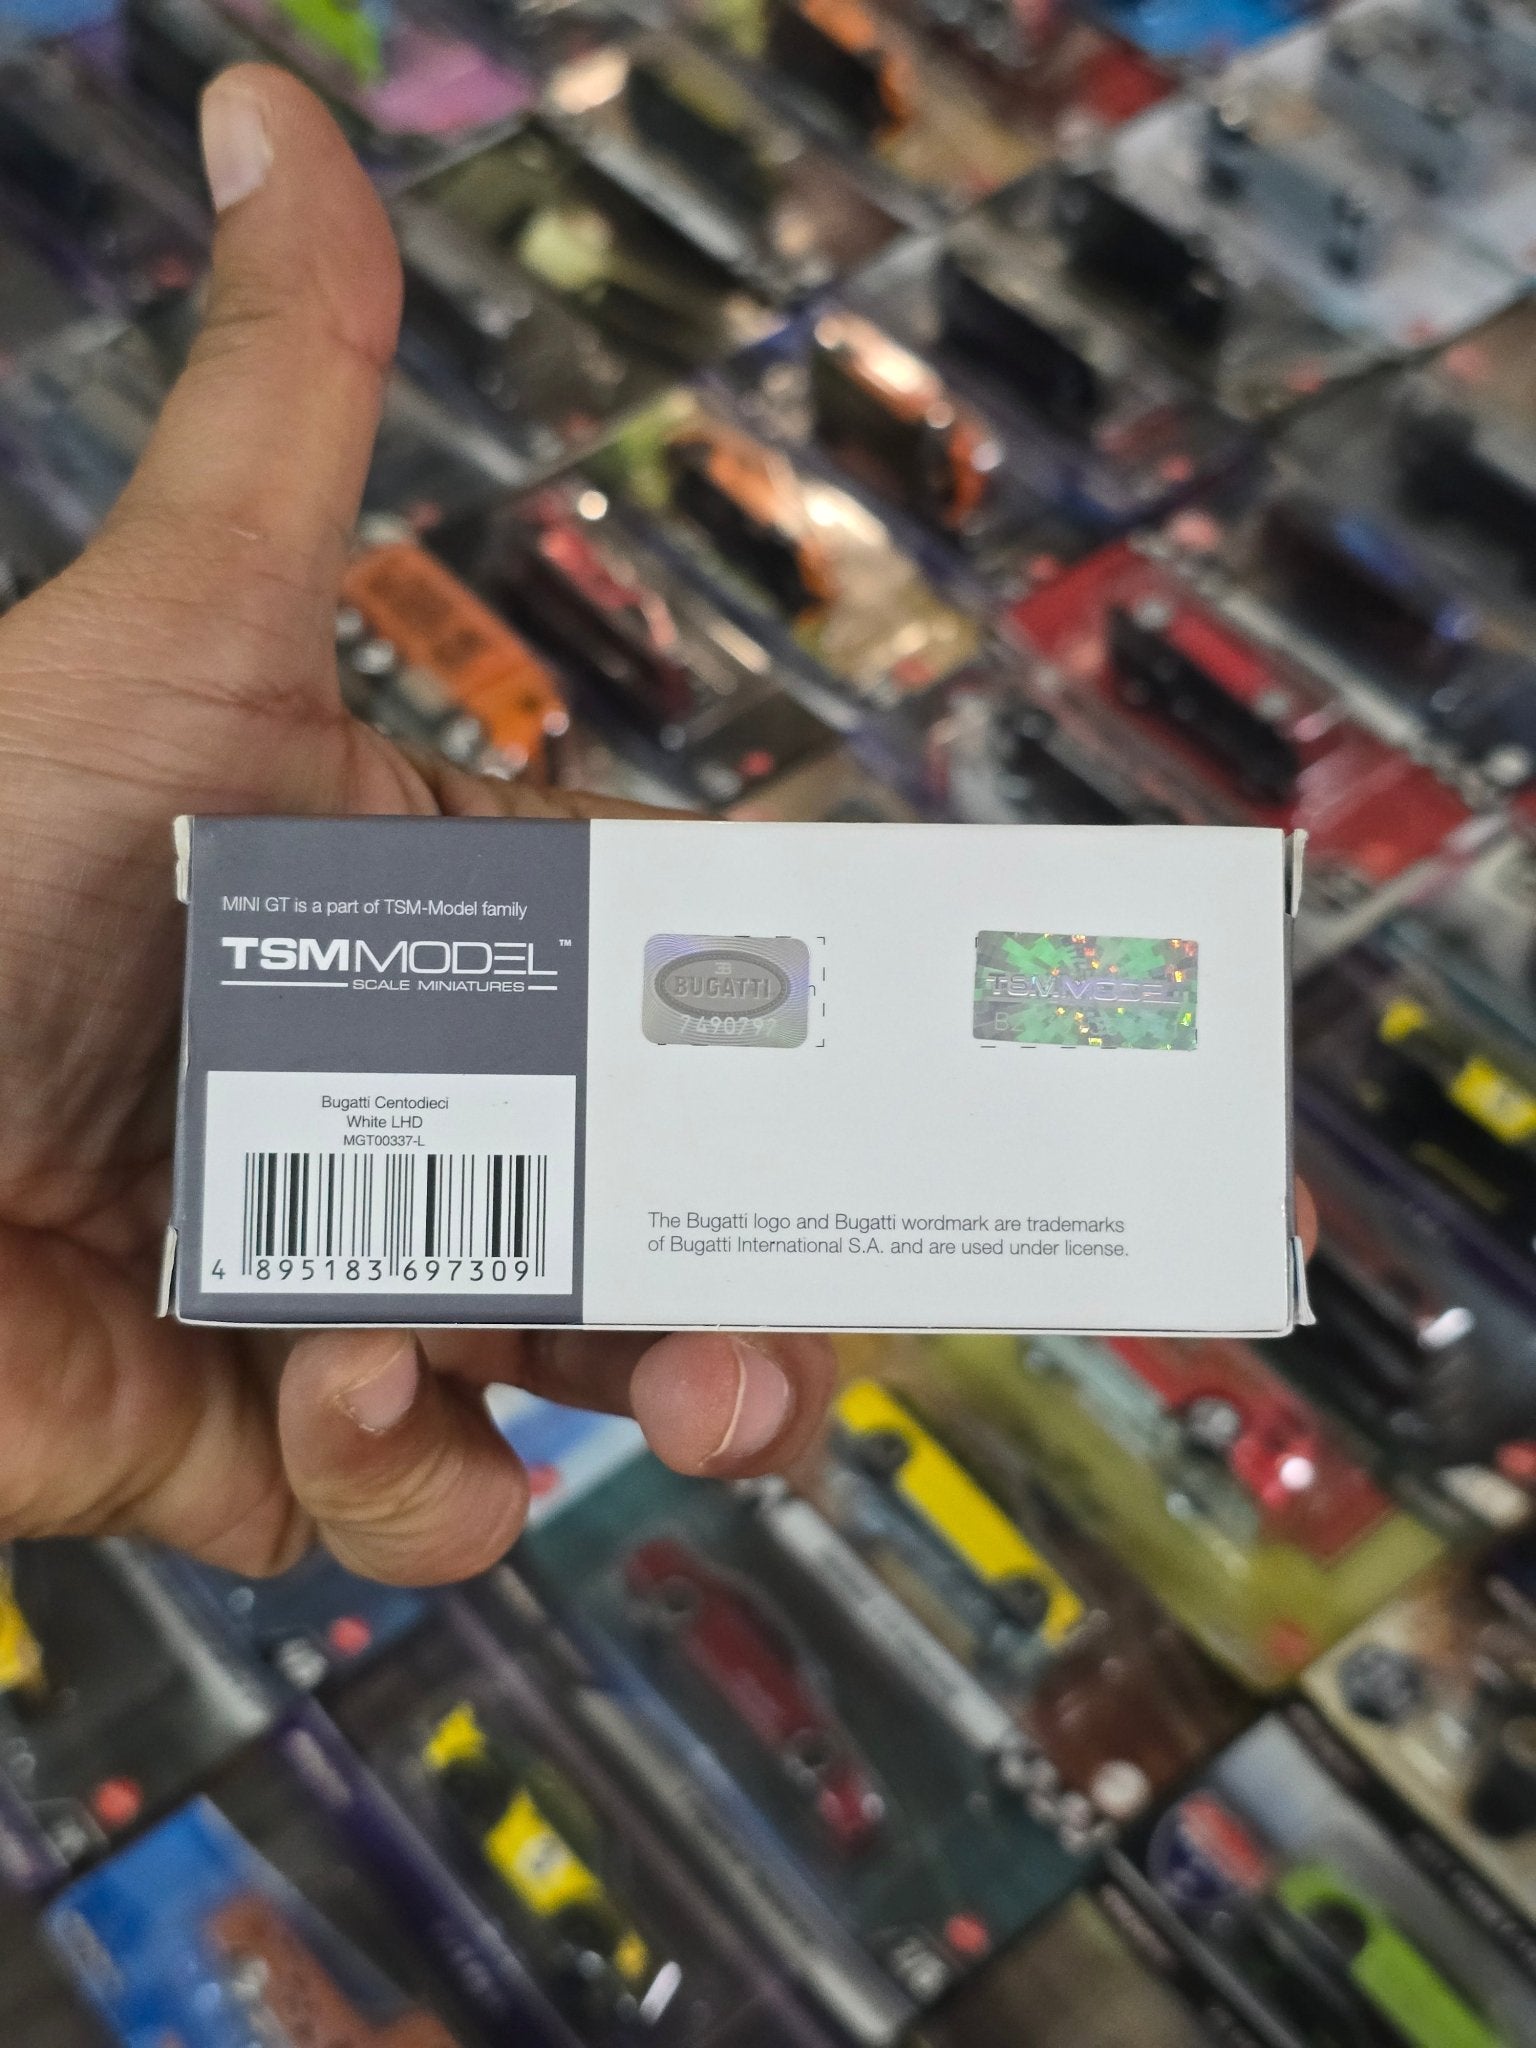 MINI GT is a part of TSM-Model family
TSMMODEL™
SCALE MINIATURES
Bugatti Centodieci
White LHD
MGT00337-L
4 895183 697309
BUGATTI
7490797
TSMMODEL
The Bugatti logo and Bugatti wordmark are trademarks
of Bugatti International S.A. and are used under license.